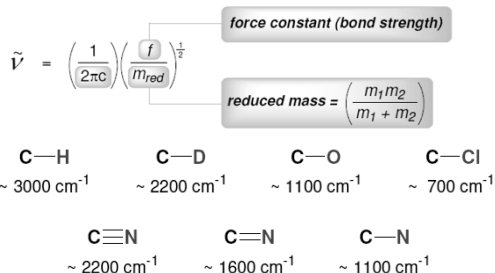 force constant (bond strength)
ν̃ = (1/2πc)(f/m_red)^½
reduced mass = (m₁m₂/m₁ + m₂)
C—H C—D C—O C—Cl
~ 3000 cm⁻¹ ~ 2200 cm⁻¹ ~ 1100 cm⁻¹ ~ 700 cm⁻¹
C≡N C=N C—N
~ 2200 cm⁻¹ ~ 1600 cm⁻¹ ~ 1100 cm⁻¹